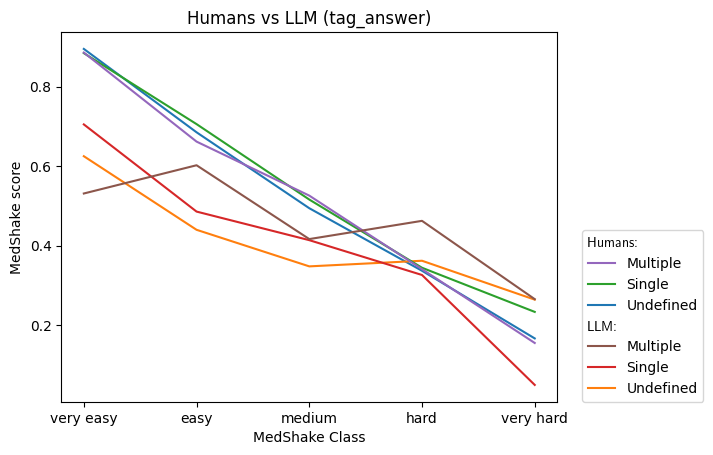 Humans vs LLM (tag_answer)
MedShake score
0.8
0.6
0.4
0.2
very easy
easy
medium
hard
very hard
MedShake Class
Humans:
Multiple
Single
Undefined
LLM:
Multiple
Single
Undefined